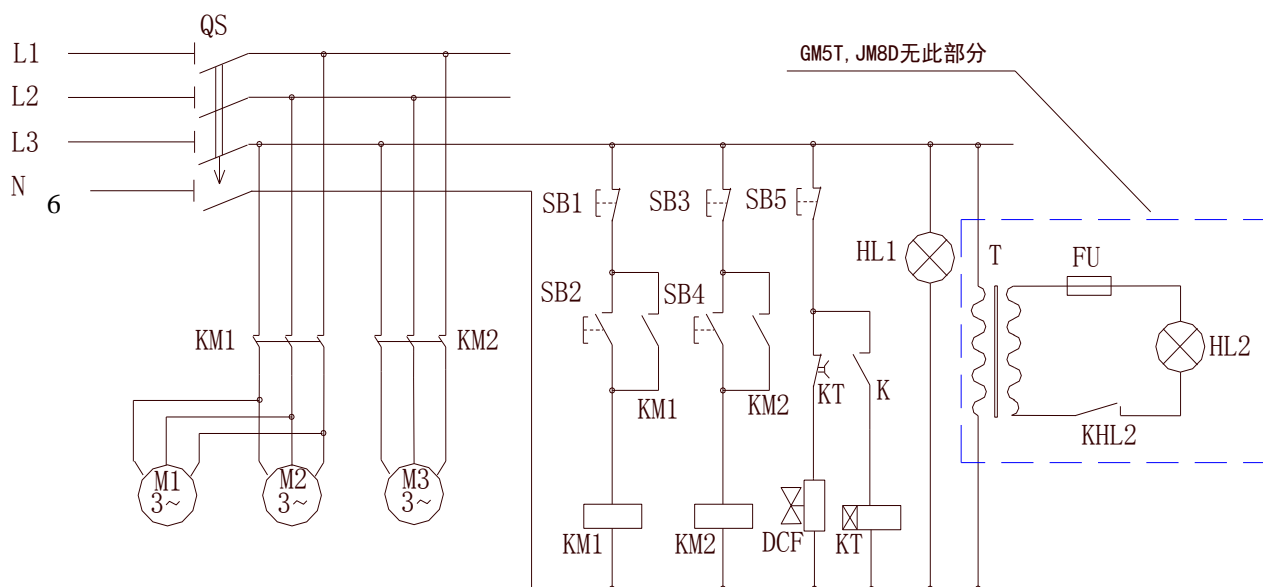 QS
L1
L2
L3
N
6
GM5T, JM8D无此部分
SB1
SB3
SB5
HL1
T
FU
SB2
SB4
KM1
KM2
HL2
KT
K
KM1
KM2
KHL2
M1
3~
M2
3~
M3
3~
KM1
KM2
DCF
KT